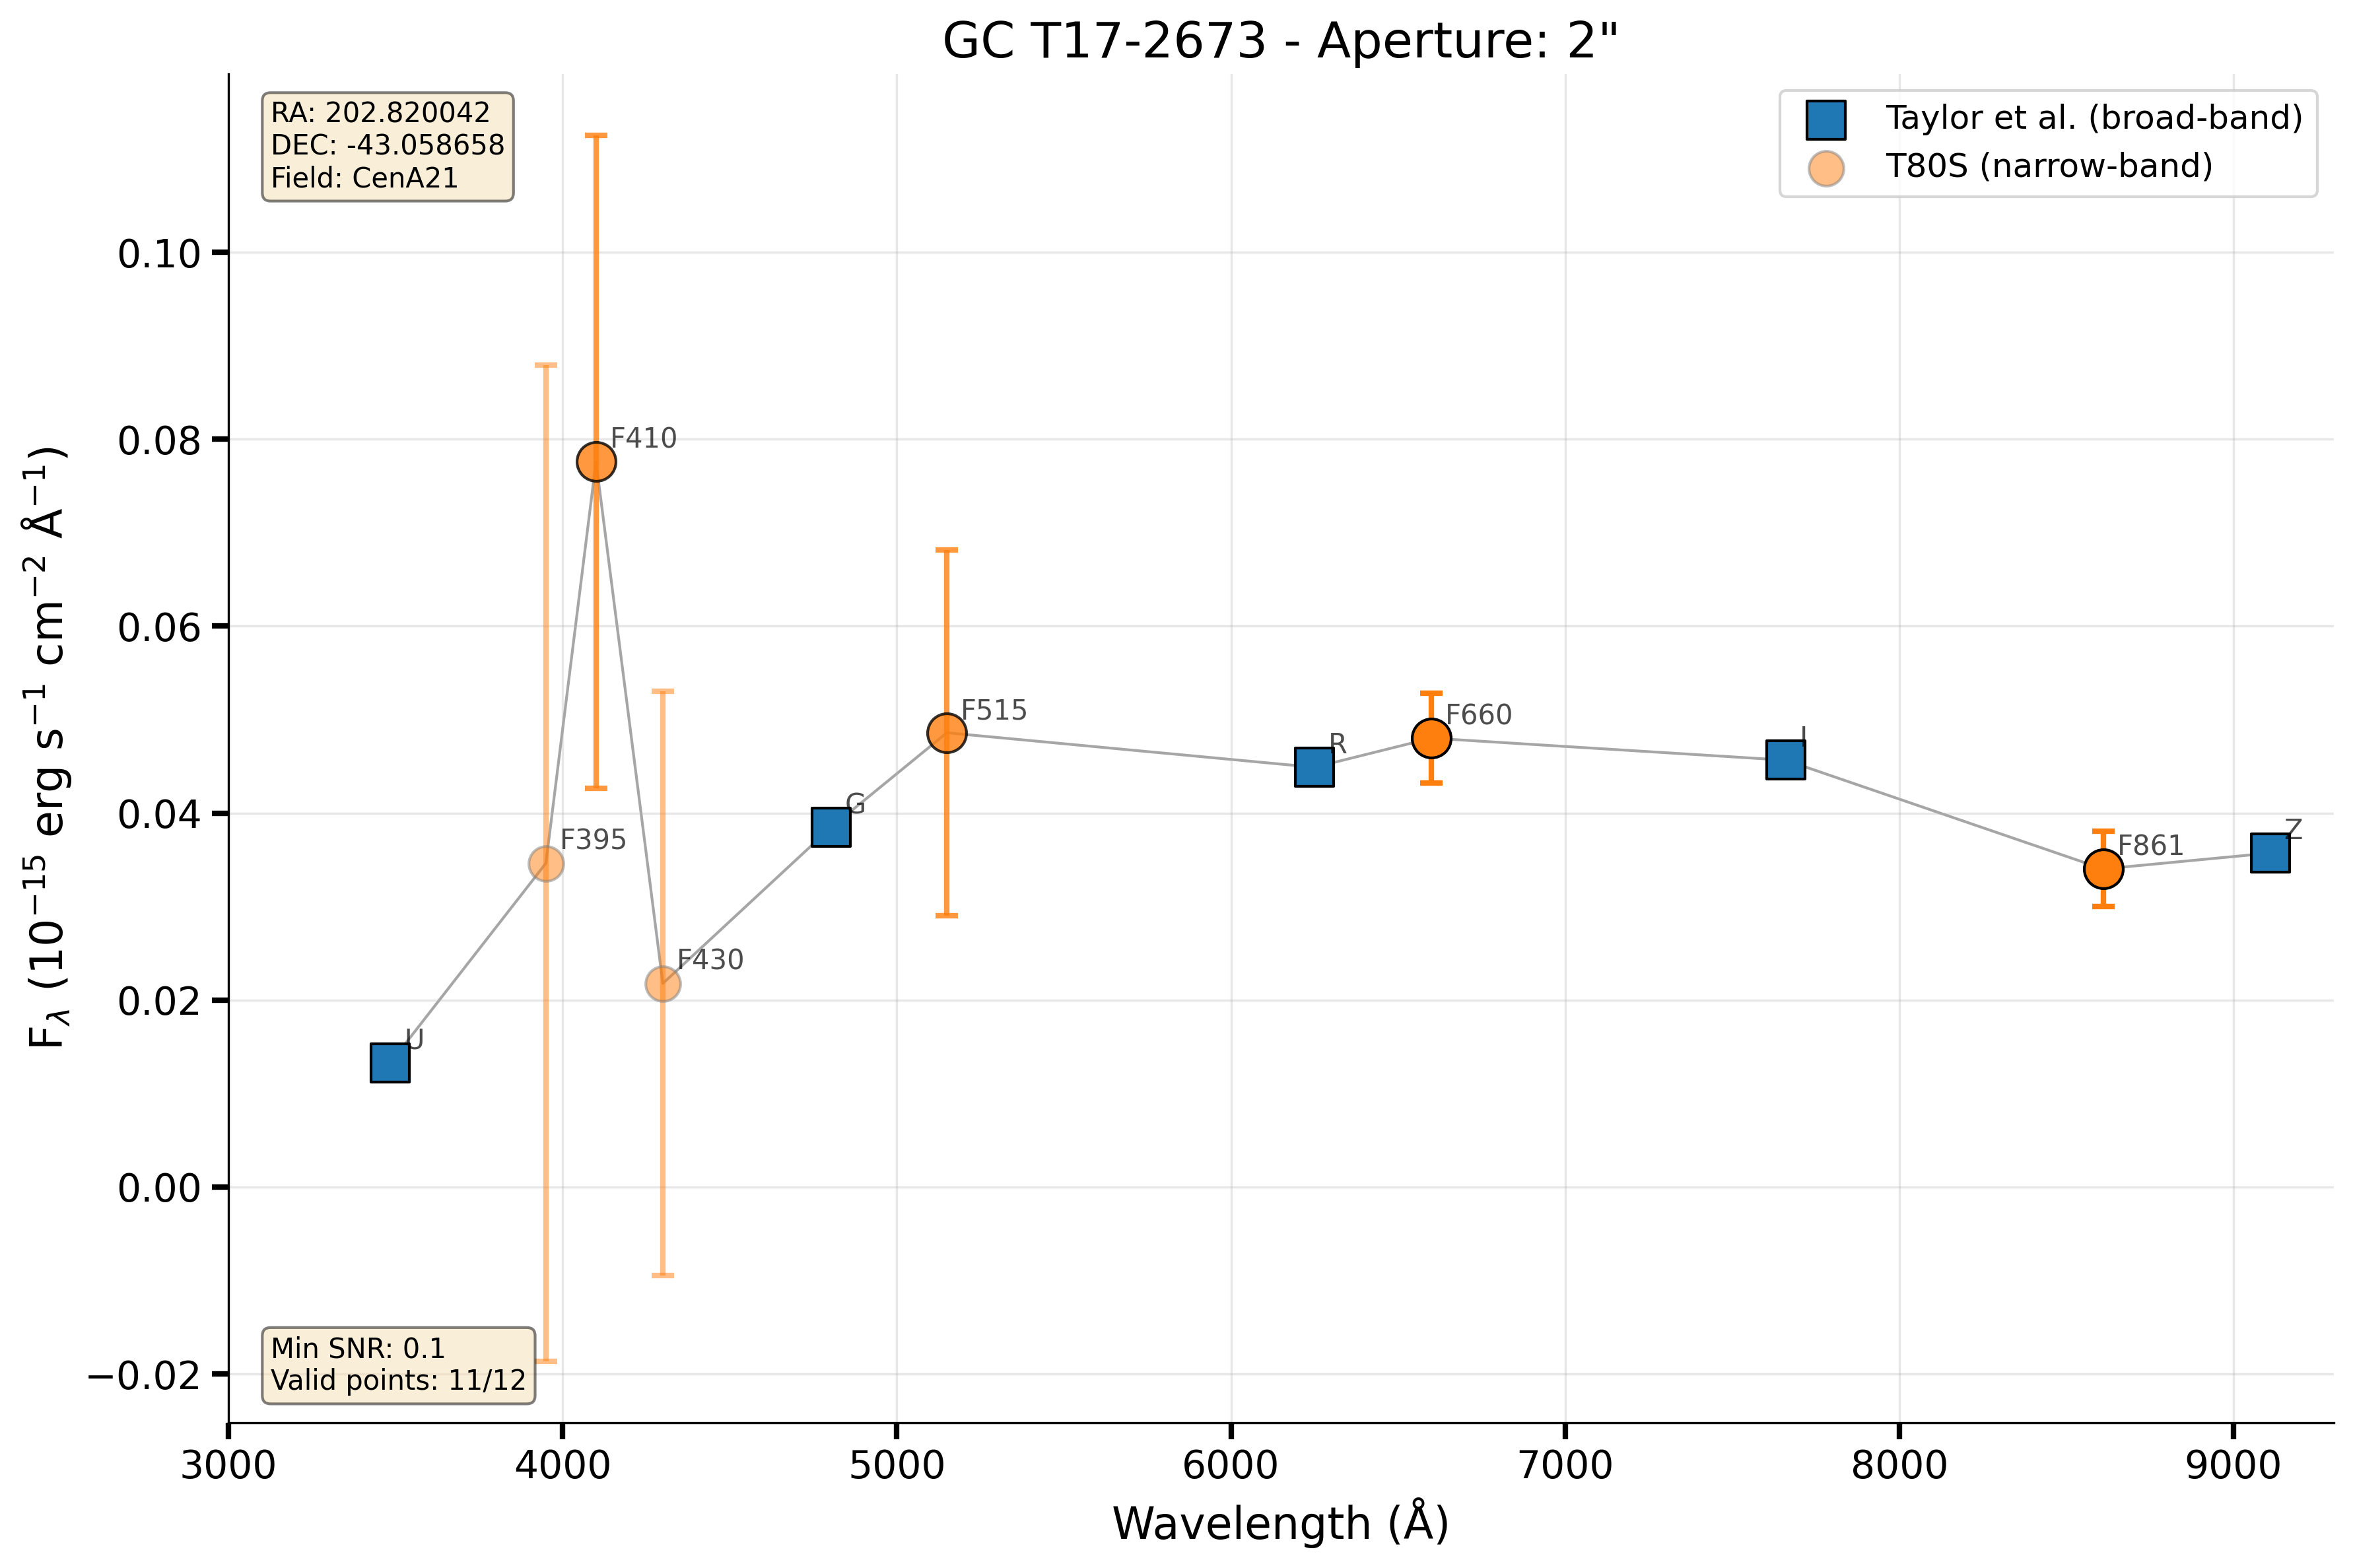 GC T17-2673 - Aperture: 2"
RA: 202.820042
DEC: -43.058658
Field: CenA21
Taylor et al. (broad-band)
T80S (narrow-band)
F_λ (10⁻¹⁵ erg s⁻¹ cm⁻² Å⁻¹)
0.10
0.08
0.06
0.04
0.02
0.00
−0.02
U
F395
F410
F430
G
F515
R
F660
I
F861
Z
Min SNR: 0.1
Valid points: 11/12
3000 4000 5000 6000 7000 8000 9000
Wavelength (Å)